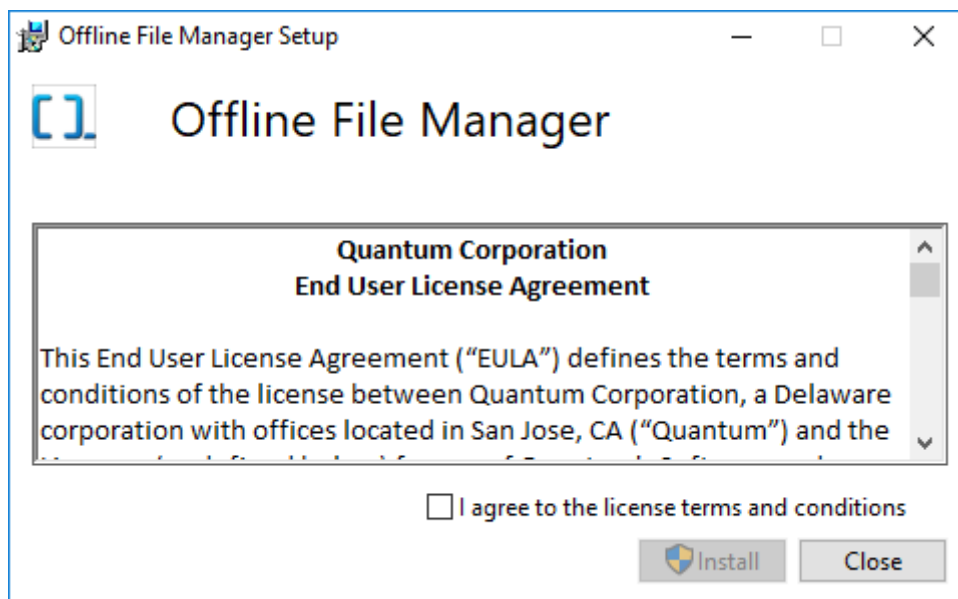 Offline File Manager Setup
Offline File Manager
Quantum Corporation
End User License Agreement
This End User License Agreement (“EULA”) defines the terms and
conditions of the license between Quantum Corporation, a Delaware
corporation with offices located in San Jose, CA (“Quantum”) and the
I agree to the license terms and conditions
Install
Close